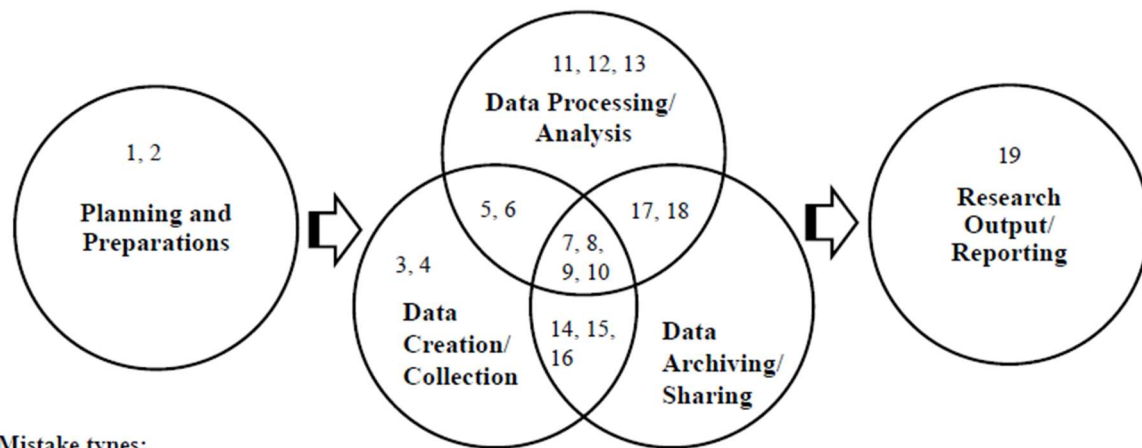 11, 12, 13
Data Processing/
Analysis
1, 2
Planning and
Preparations
5, 6
17, 18
7, 8,
9, 10
3, 4
Data
Creation/
Collection
14, 15,
16
Data
Archiving/
Sharing
19
Research
Output/
Reporting
Mistake types: